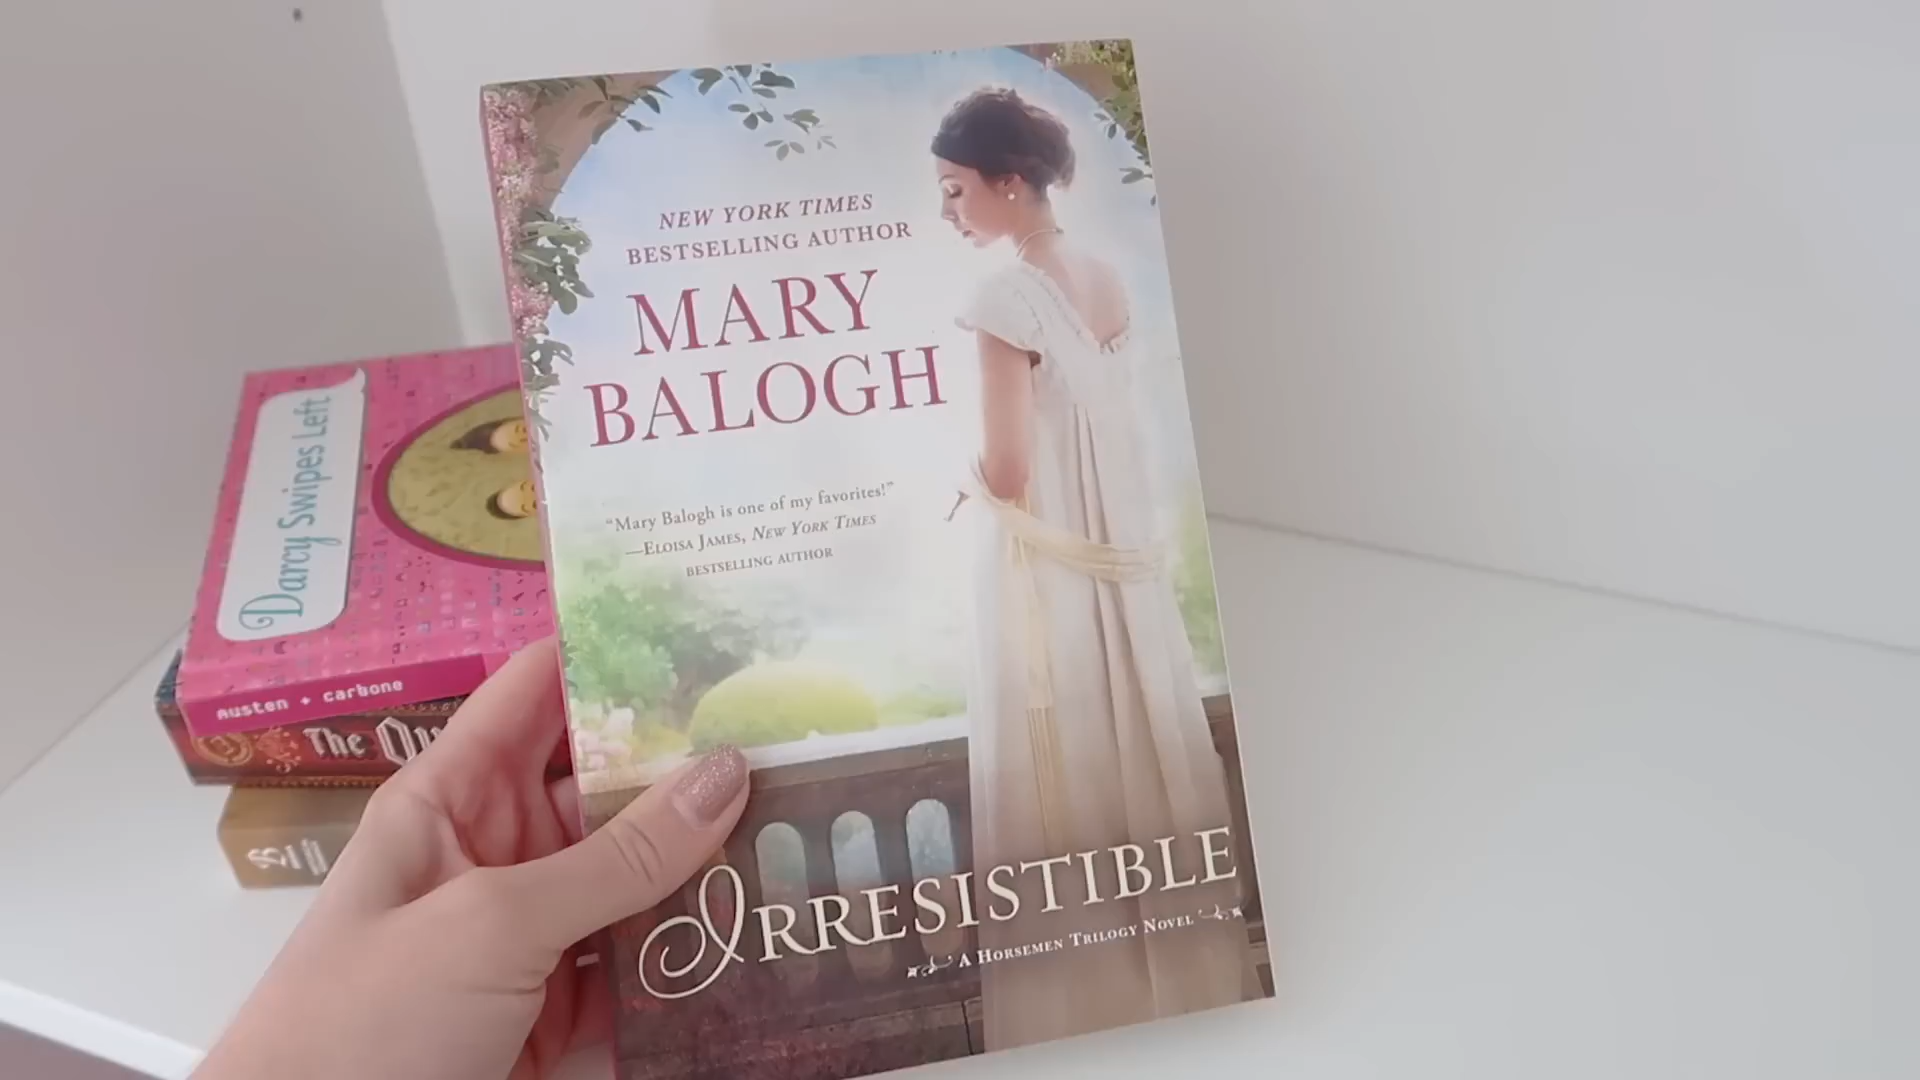 NEW YORK TIMES
BESTSELLING AUTHOR
MARY
BALOGH
“Mary Balogh is one of my favorites!”
—ELOISA JAMES, NEW YORK TIMES
BESTSELLING AUTHOR
IRRESISTIBLE
A HORSEMEN TRILOGY NOVEL
Darcy Swipes Left
Austen + Carbone
The